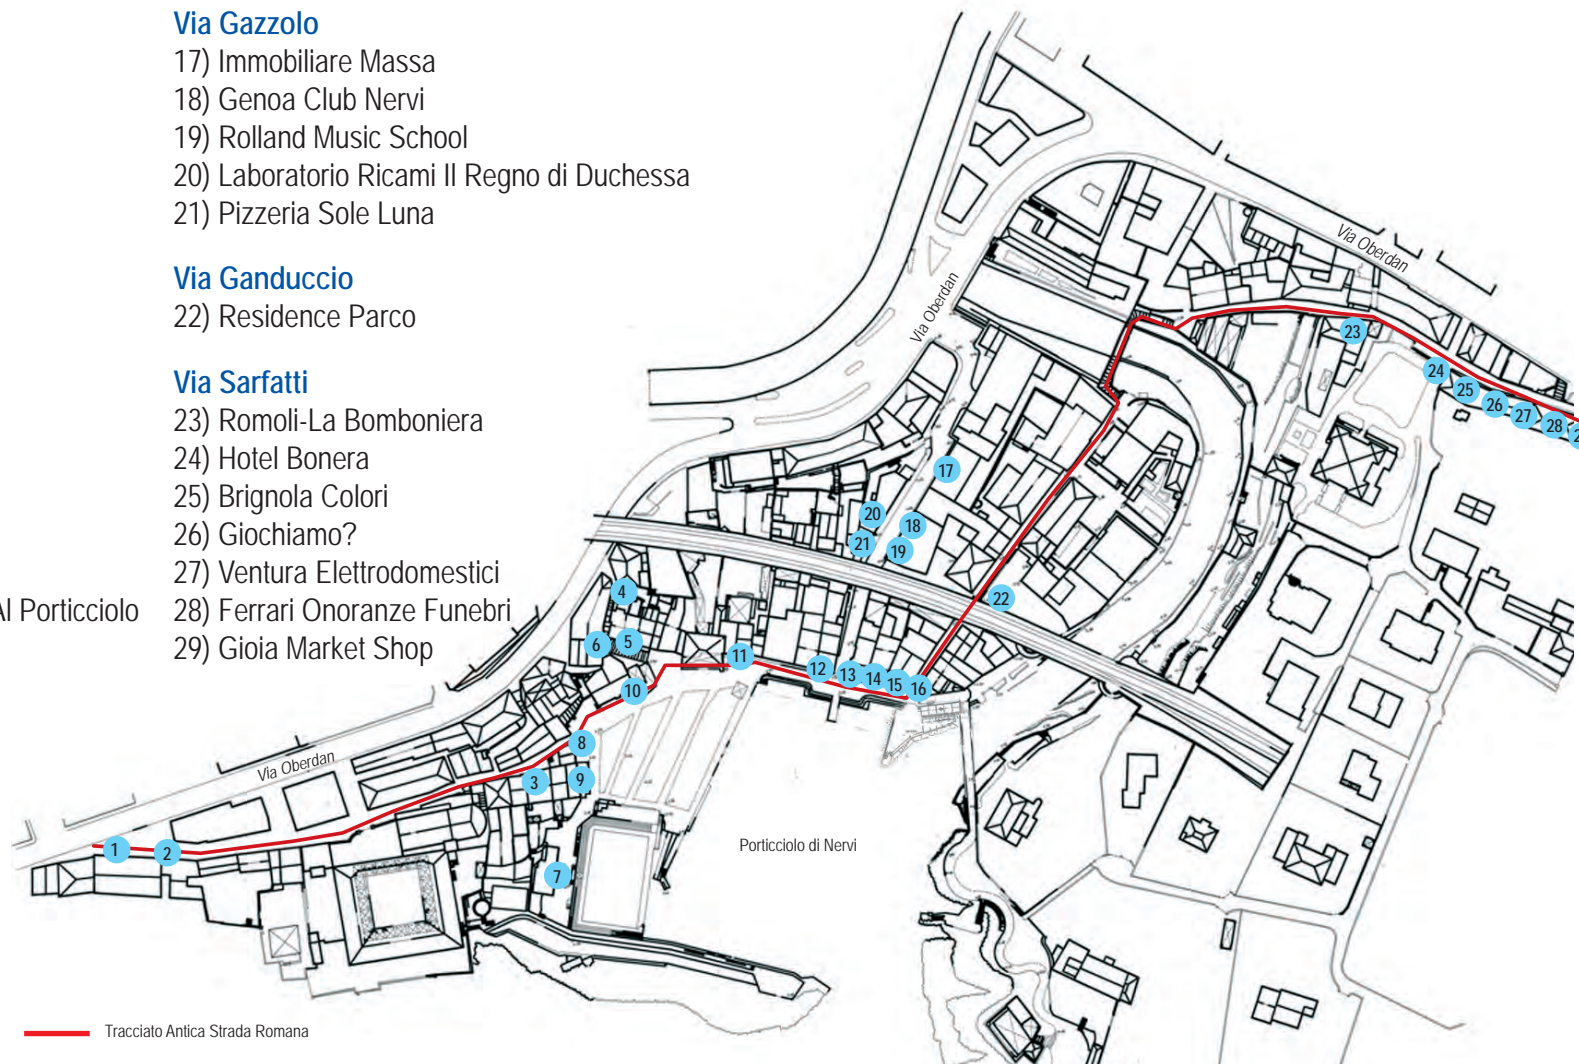 Via Gazzolo
17) Immobiliare Massa
18) Genoa Club Nervi
19) Rolland Music School
20) Laboratorio Ricami Il Regno di Duchessa
21) Pizzeria Sole Luna
Via Ganduccio
22) Residence Parco
Via Sarfatti
23) Romoli-La Bomboniera
24) Hotel Bonera
25) Brignola Colori
26) Giochiamo?
27) Ventura Elettrodomestici
Al Porticciolo
28) Ferrari Onoranze Funebri
29) Gioia Market Shop
Via Oberdan
Via Oberdan
Via Oberdan
23
24
25
26
27
28
2
17
20
18
21
19
22
4
6
5
11
12
13
14
15
16
10
8
3
9
1
2
7
Porticciolo di Nervi
Tracciato Antica Strada Romana